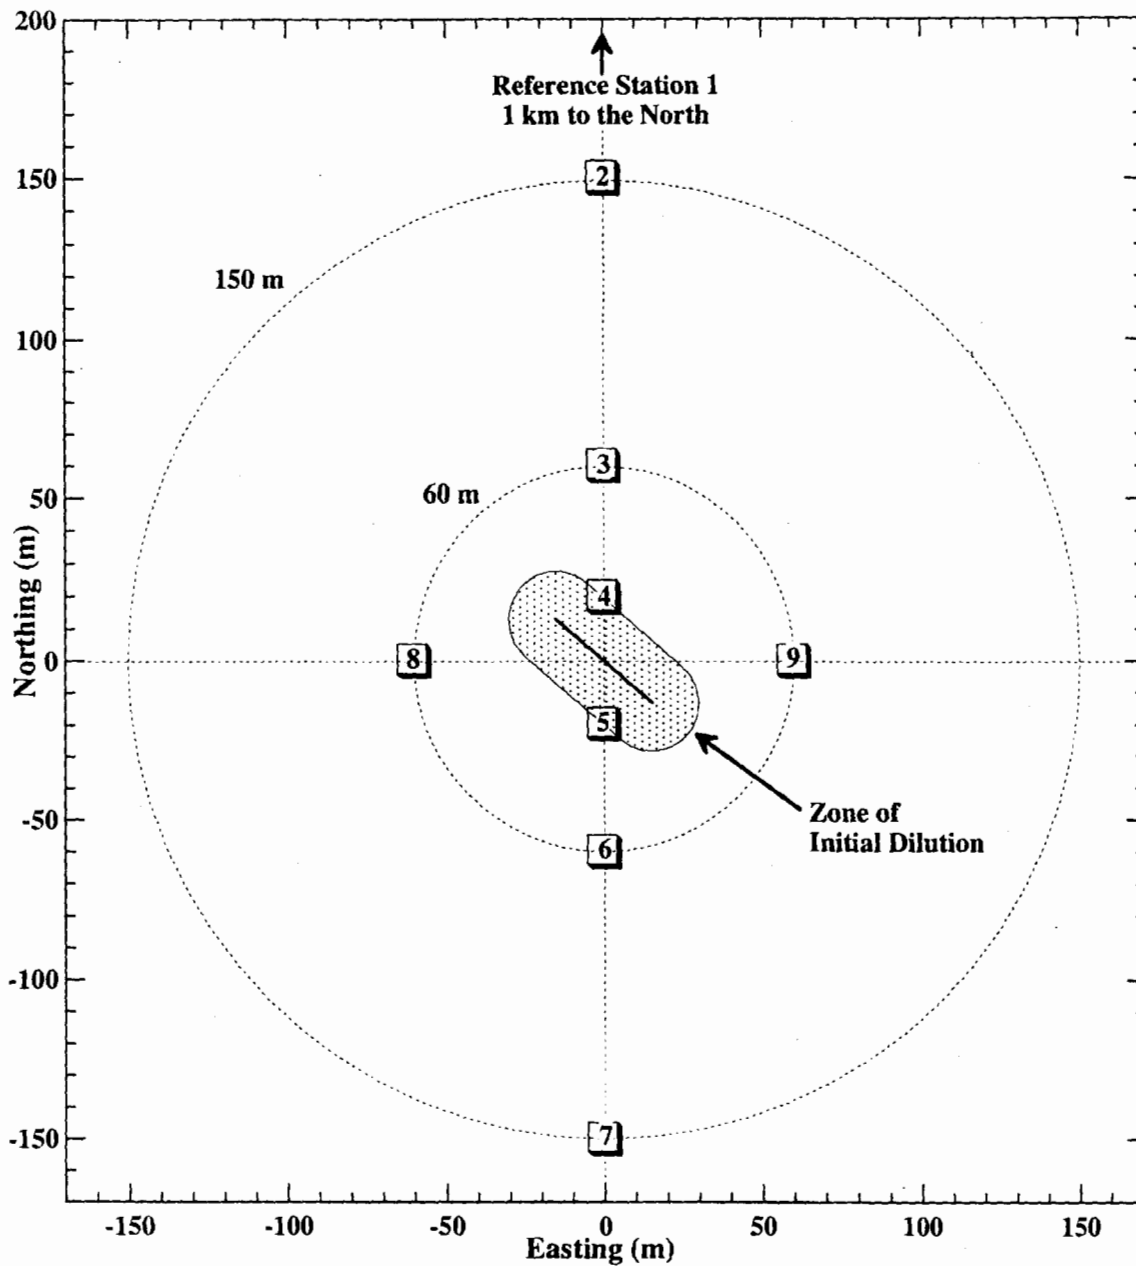 200
Reference Station 1
1 km to the North
150
2
150 m
100
3
60 m
50
4
Northing (m)
0
8
9
5
Zone of
Initial Dilution
-50
6
-100
-150
7
-150
-100
-50
0
50
100
150
Easting (m)